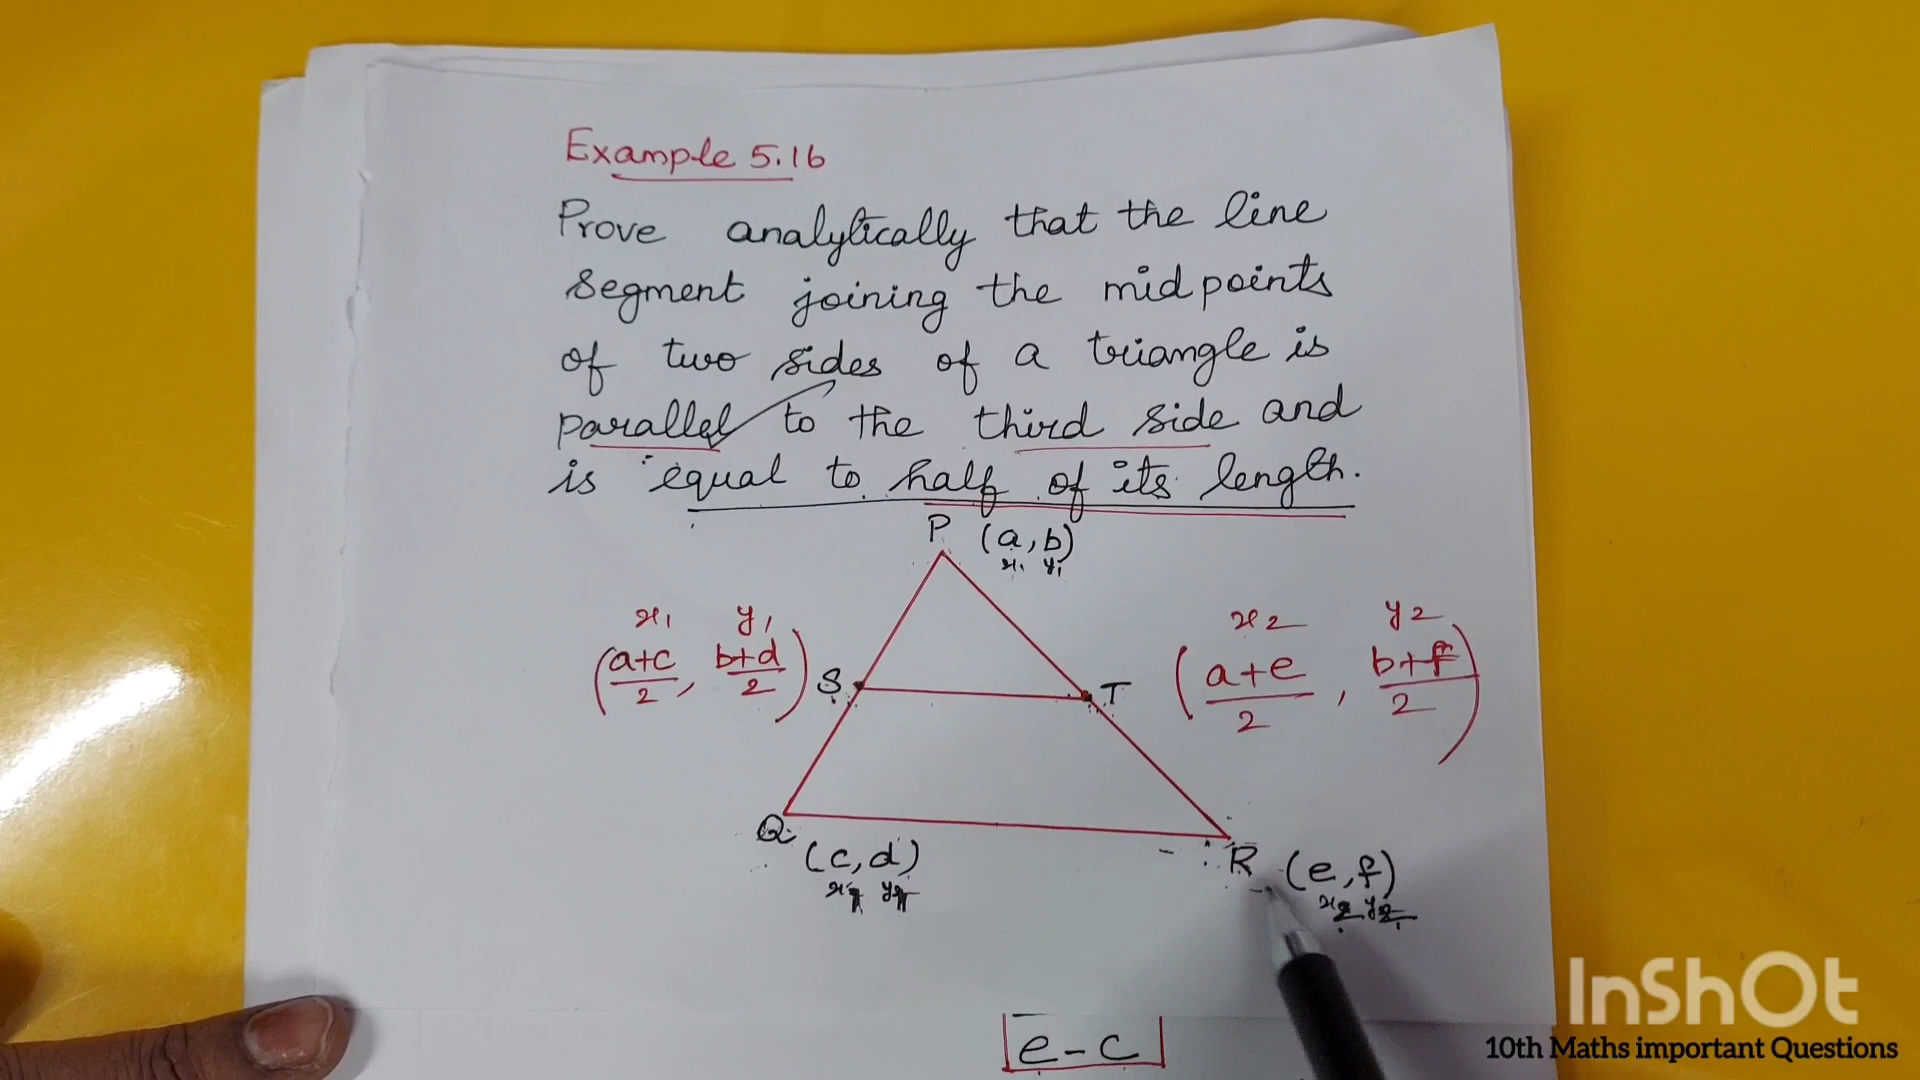 Example 5.16
Prove analytically that the line
segment joining the midpoints
of two sides of a triangle is
parallel to the third side and
is equal to half of its length.
P (a, b)
x₁ y₁
x₁ y₁
(a+c/2, b+d/2)
x₂ y₂
(a+e/2, b+f/2)
S
T
Q
(c, d)
R (e, f)
e - c
InShOt
10th Maths important Questions